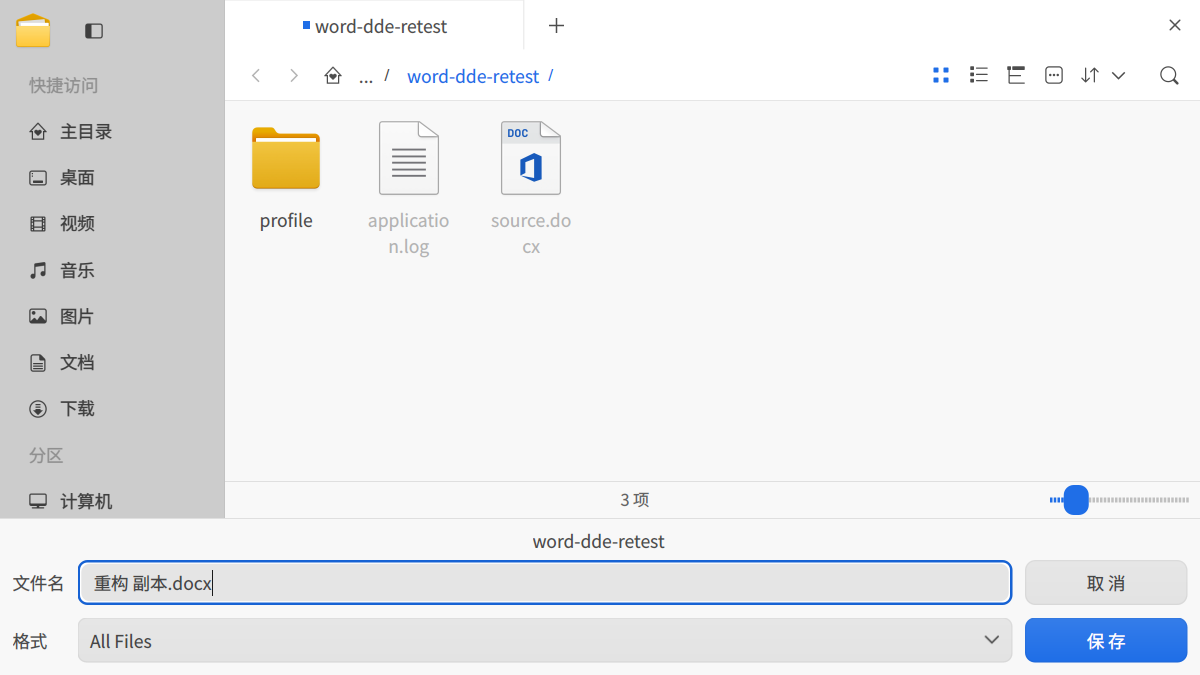 word-dde-retest
快捷访问
... / word-dde-retest /
主目录
桌面
视频
音乐
图片
文档
下载
分区
计算机
DOC
profile
applicatio
n.log
source.do
cx
3 项
word-dde-retest
文件名 重构 副本.docx 取 消
格式 All Files 保 存